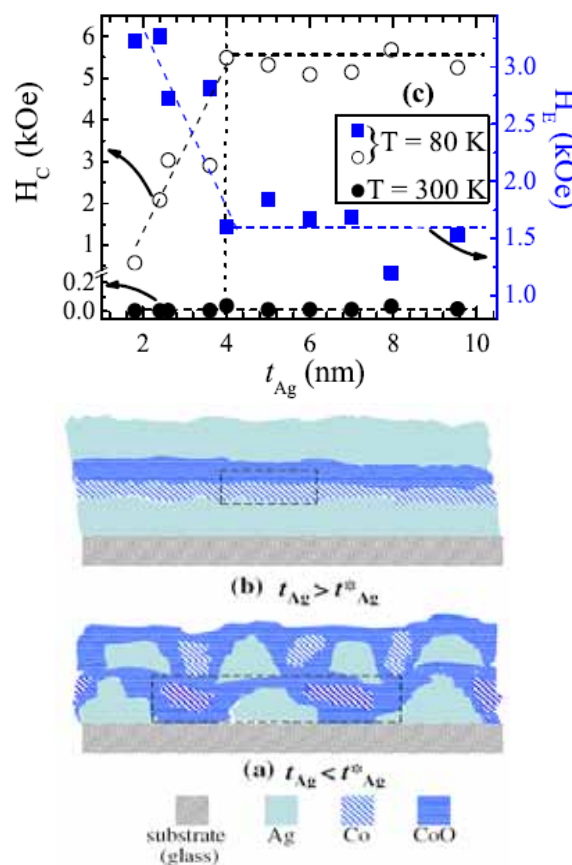 6
5
4
3
2
1
0.2
0.0
H_C (kOe)
3.0
2.5
2.0
1.5
1.0
H_E (kOe)
(c)
T = 80 K
T = 300 K
2 4 6 8 10
t_Ag (nm)
(b) t_Ag > t*_Ag
(a) t_Ag < t*_Ag
substrate (glass)
Ag
Co
CoO